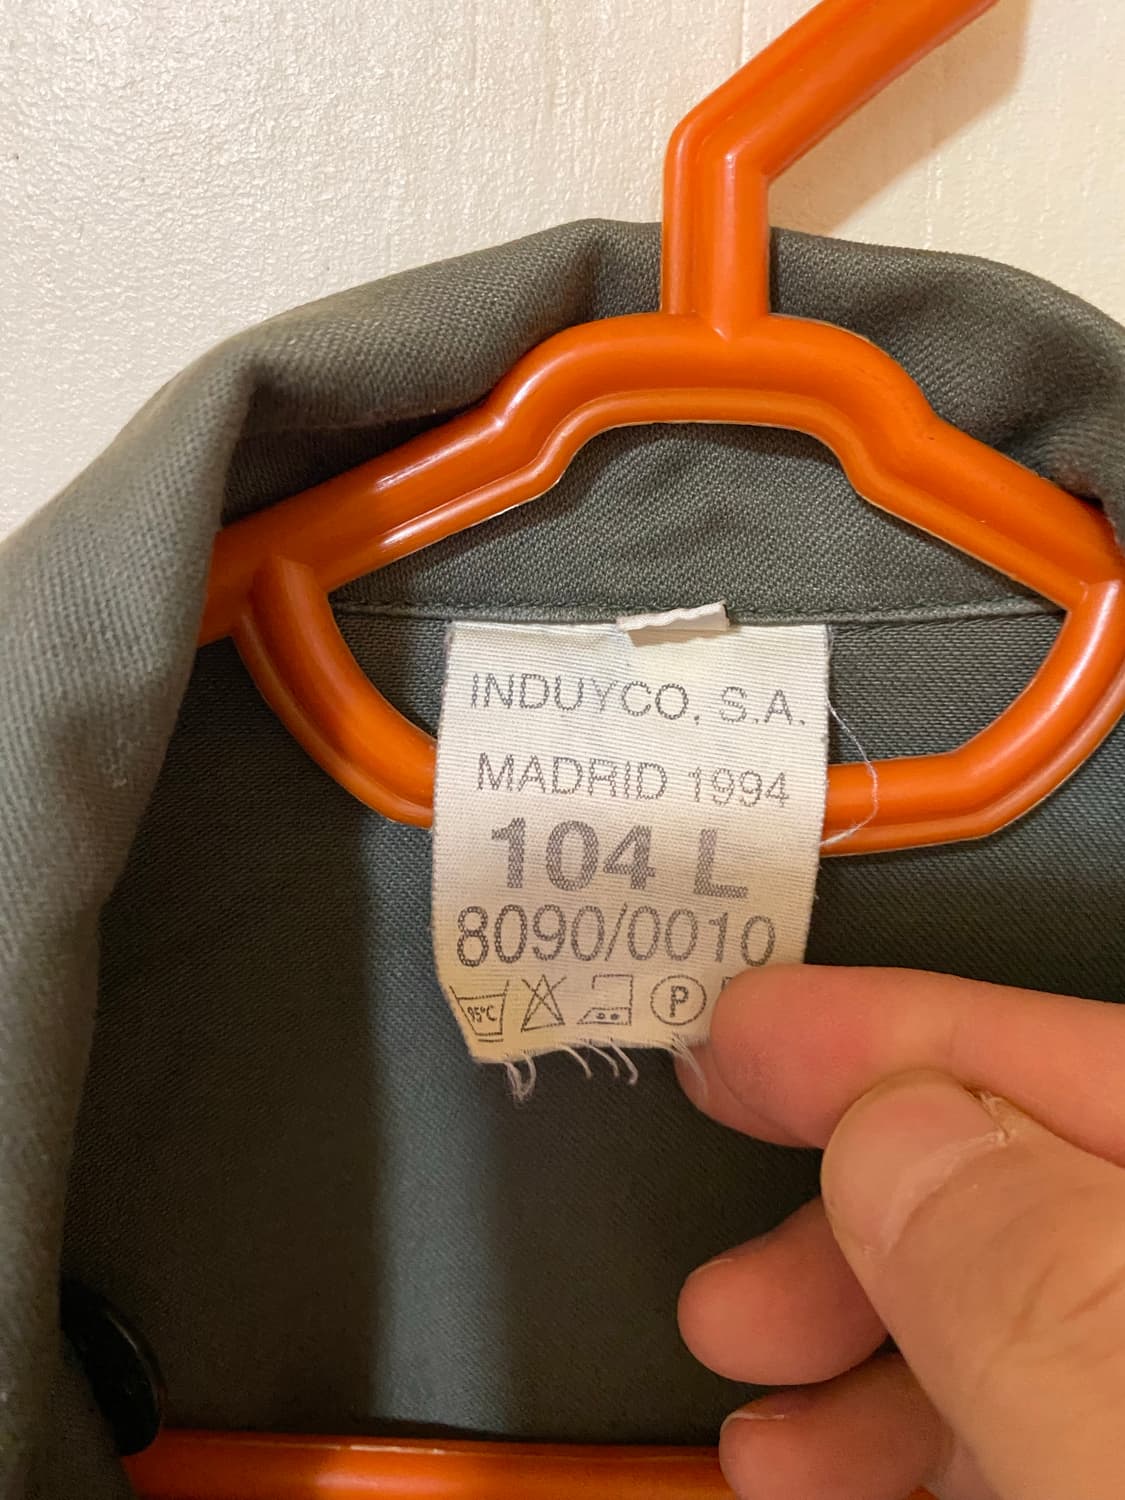 INDUYCO, S.A.
MADRID 1994
104 L
8090/0010
95°C P